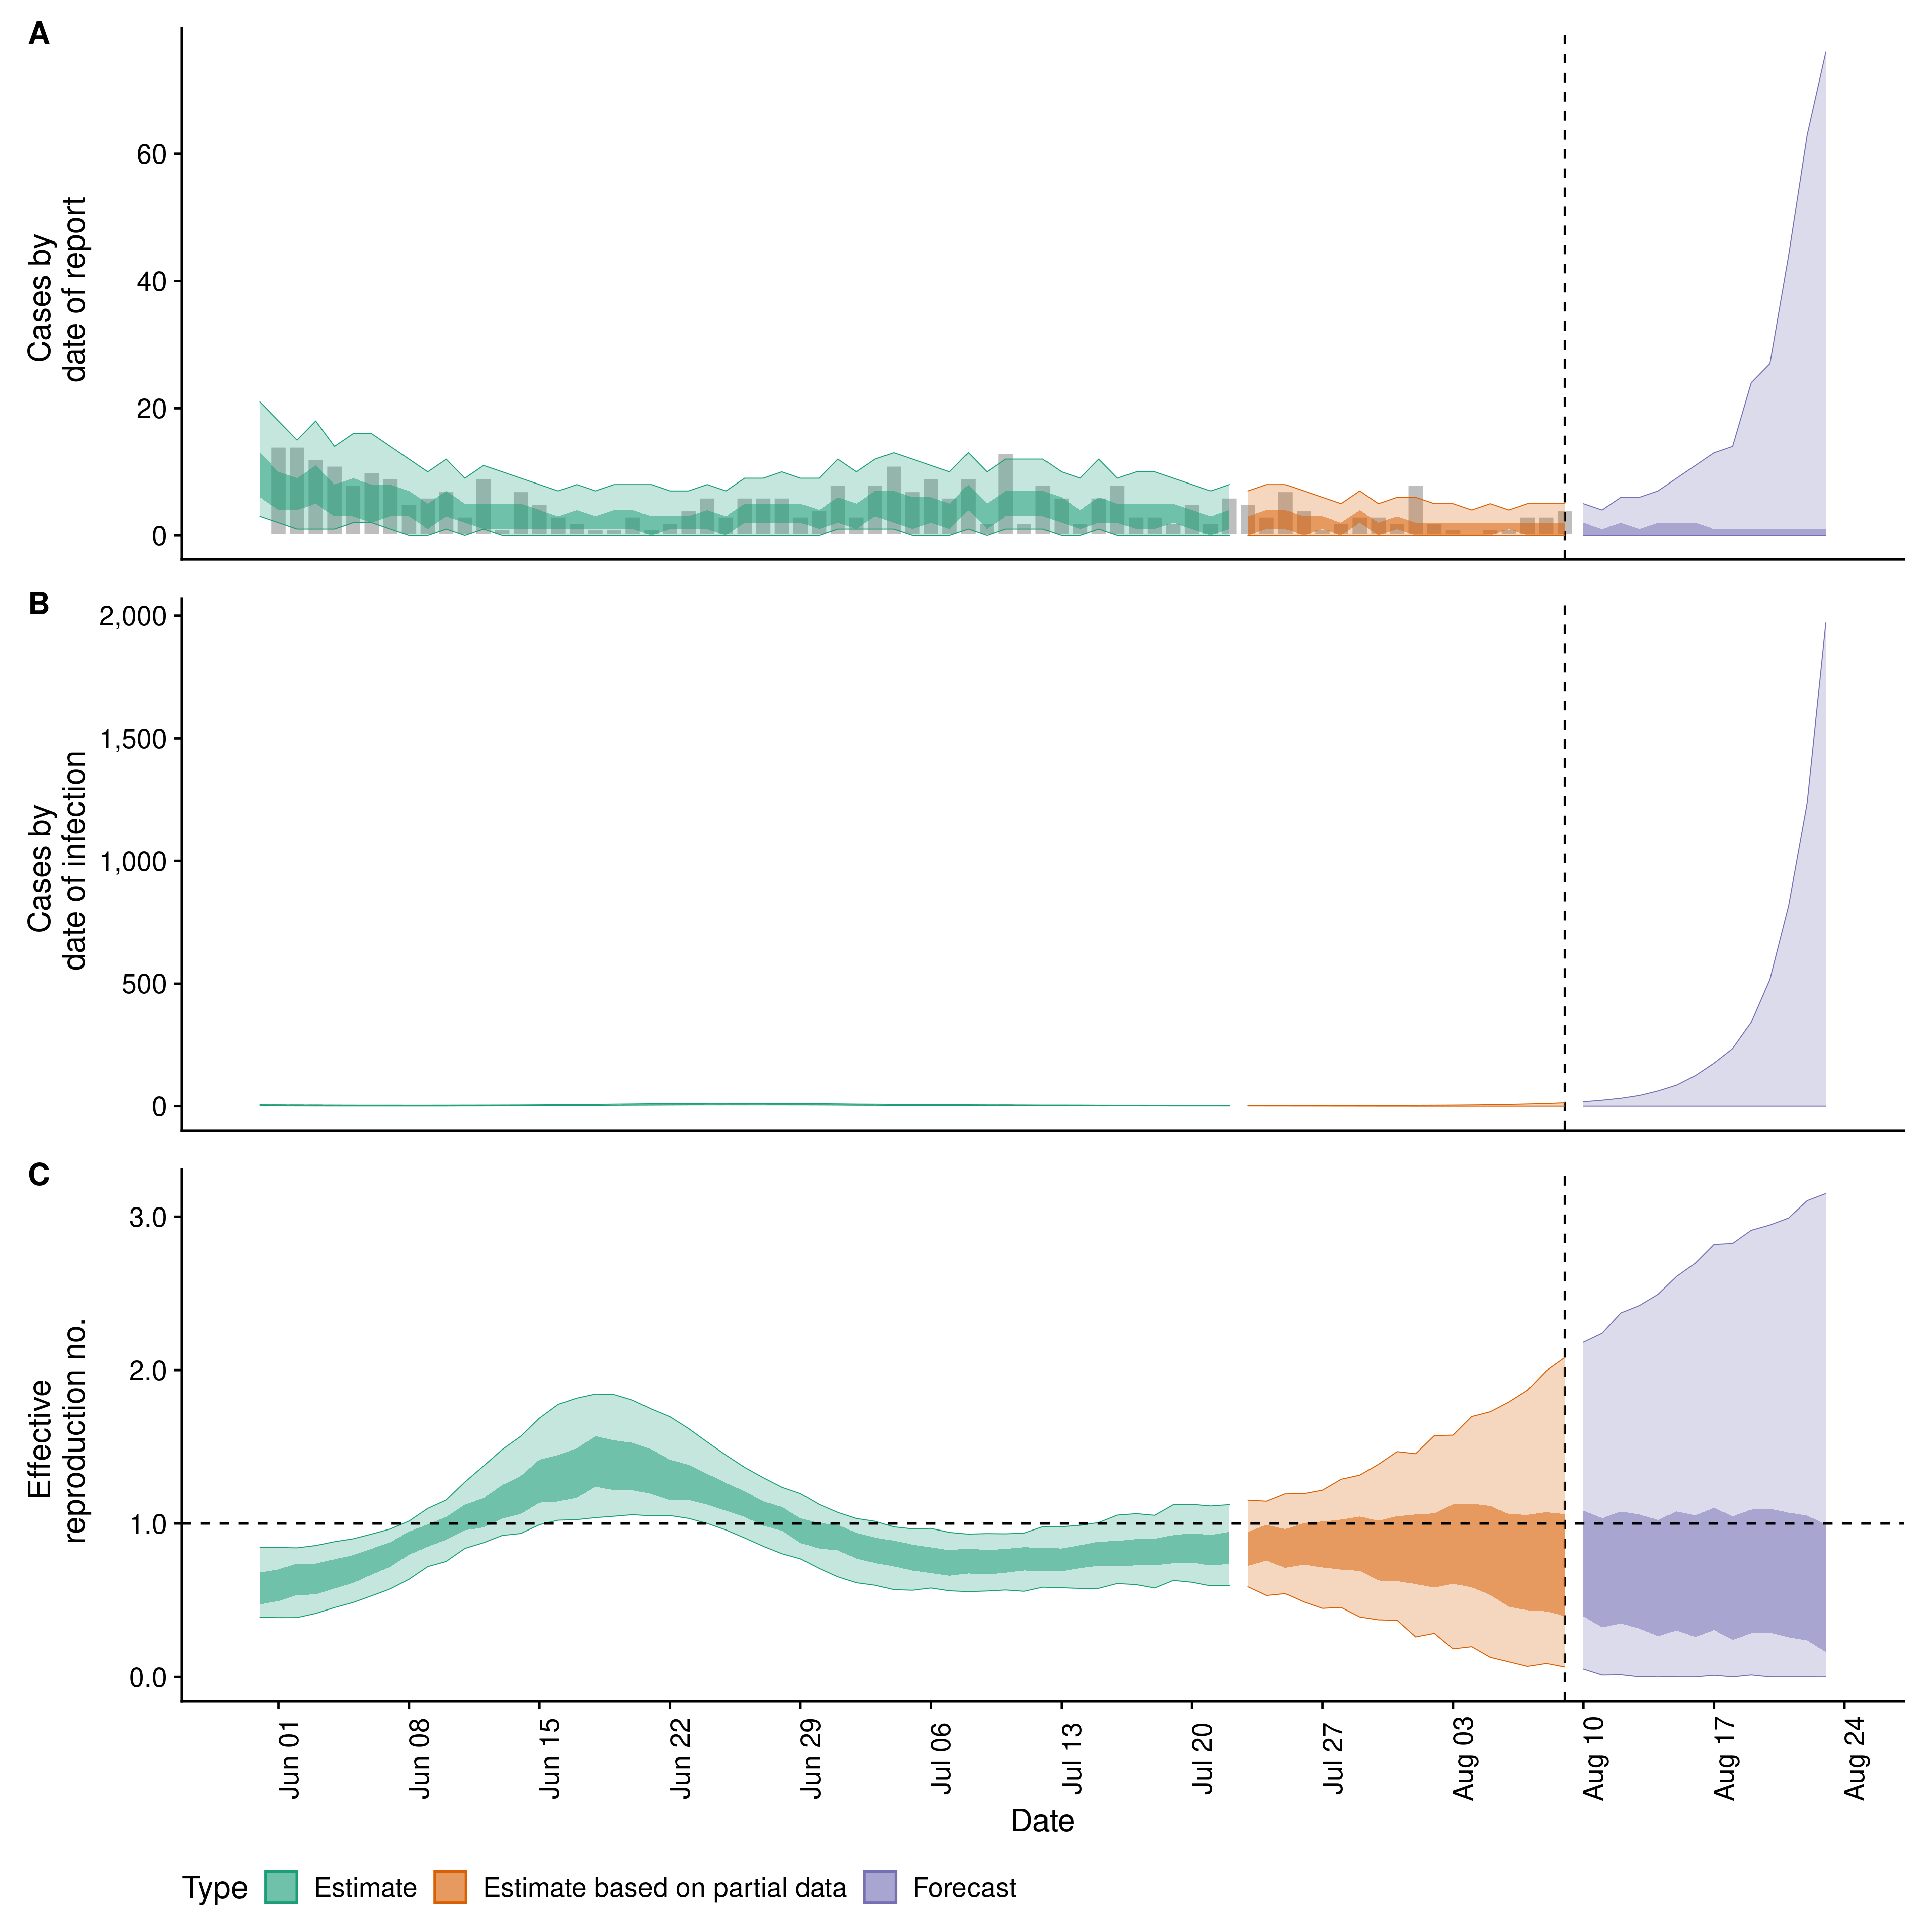 A
Cases by
date of report
60
40
20
0
B
Cases by
date of infection
2,000
1,500
1,000
500
0
C
Effective
reproduction no.
3.0
2.0
1.0
0.0
Jun 01
Jun 08
Jun 15
Jun 22
Jun 29
Jul 06
Jul 13
Jul 20
Jul 27
Aug 03
Aug 10
Aug 17
Aug 24
Date
Type Estimate Estimate based on partial data Forecast